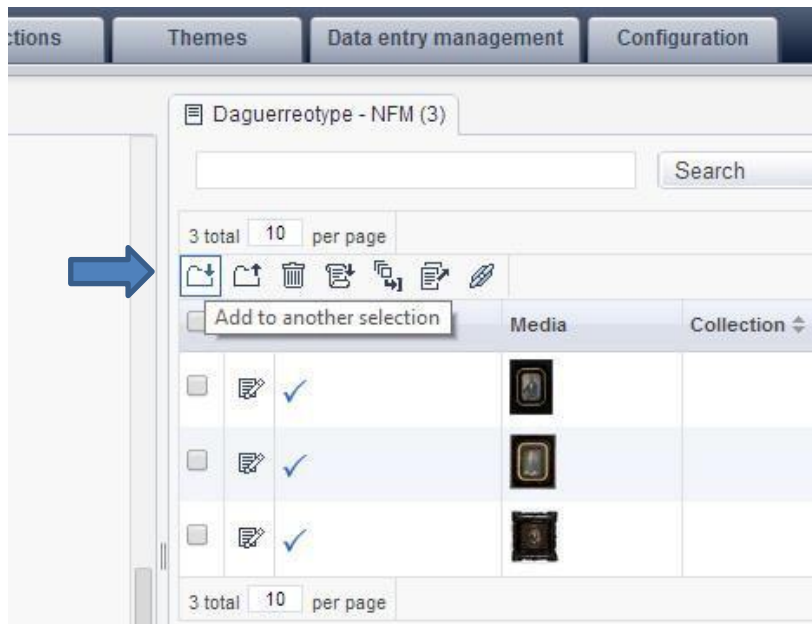 ctions Themes Data entry management Configuration
Daguerreotype - NFM (3)
Search
3 total 10 per page
Add to another selection
Media Collection
3 total 10 per page